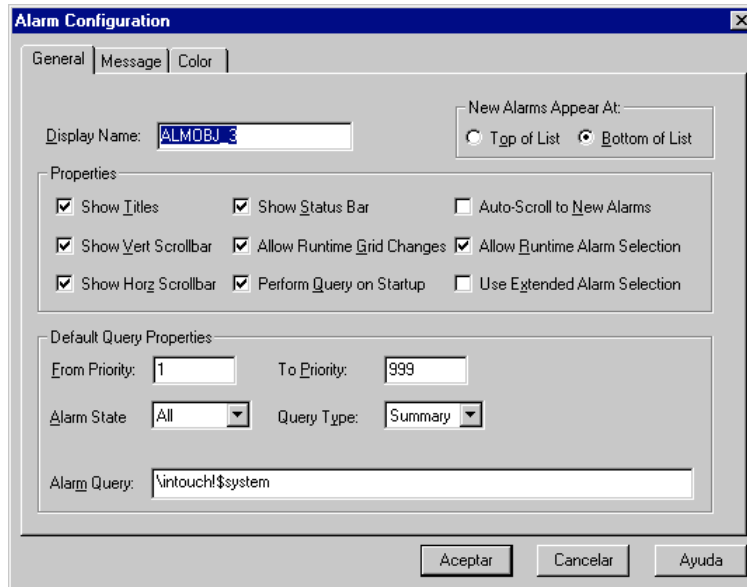 Alarm Configuration
General Message Color
New Alarms Appear At:
Display Name: ALMOBJ_3 Top of List Bottom of List
Properties
Show Titles Show Status Bar Auto-Scroll to New Alarms
Show Vert Scrollbar Allow Runtime Grid Changes Allow Runtime Alarm Selection
Show Horz Scrollbar Perform Query on Startup Use Extended Alarm Selection
Default Query Properties
From Priority: 1 To Priority: 999
Alarm State All Query Type: Summary
Alarm Query: \intouch!$system
Aceptar Cancelar Ayuda